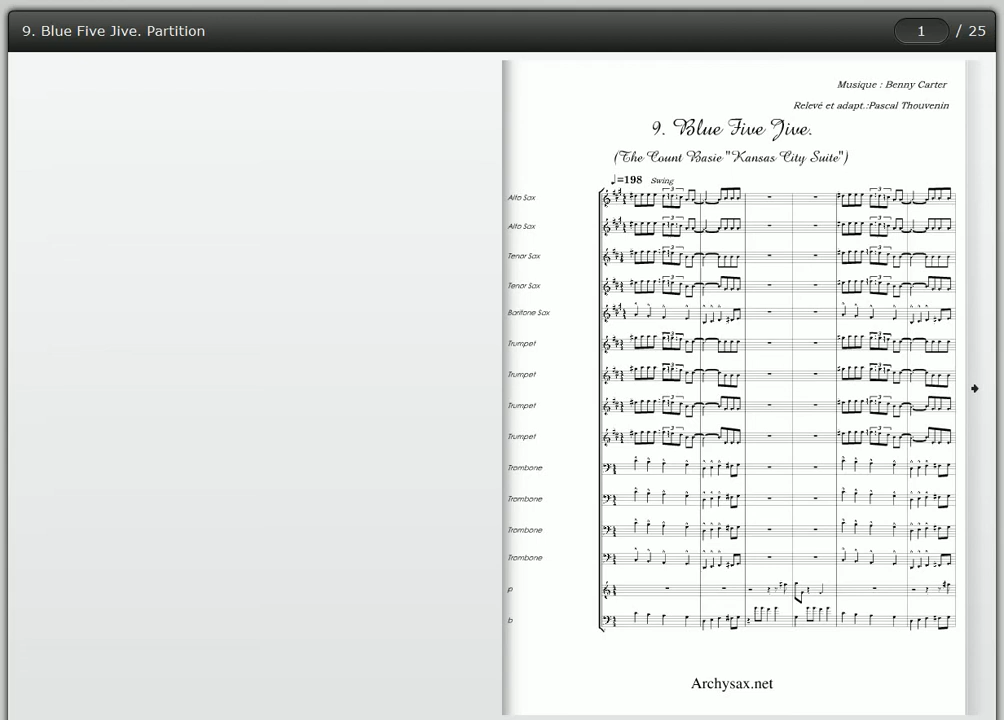 9. Blue Five Jive. Partition
1 / 25
Musique : Benny Carter
Relevé et adapt.:Pascal Thouvenin
9. Blue Five Jive.
(The Count Basie "Kansas City Suite")
♩=198 Swing
Alto Sax
Alto Sax
Tenor Sax
Tenor Sax
Baritone Sax
Trumpet
Trumpet
Trumpet
Trumpet
Trombone
Trombone
Trombone
Trombone
p
b
Archysax.net